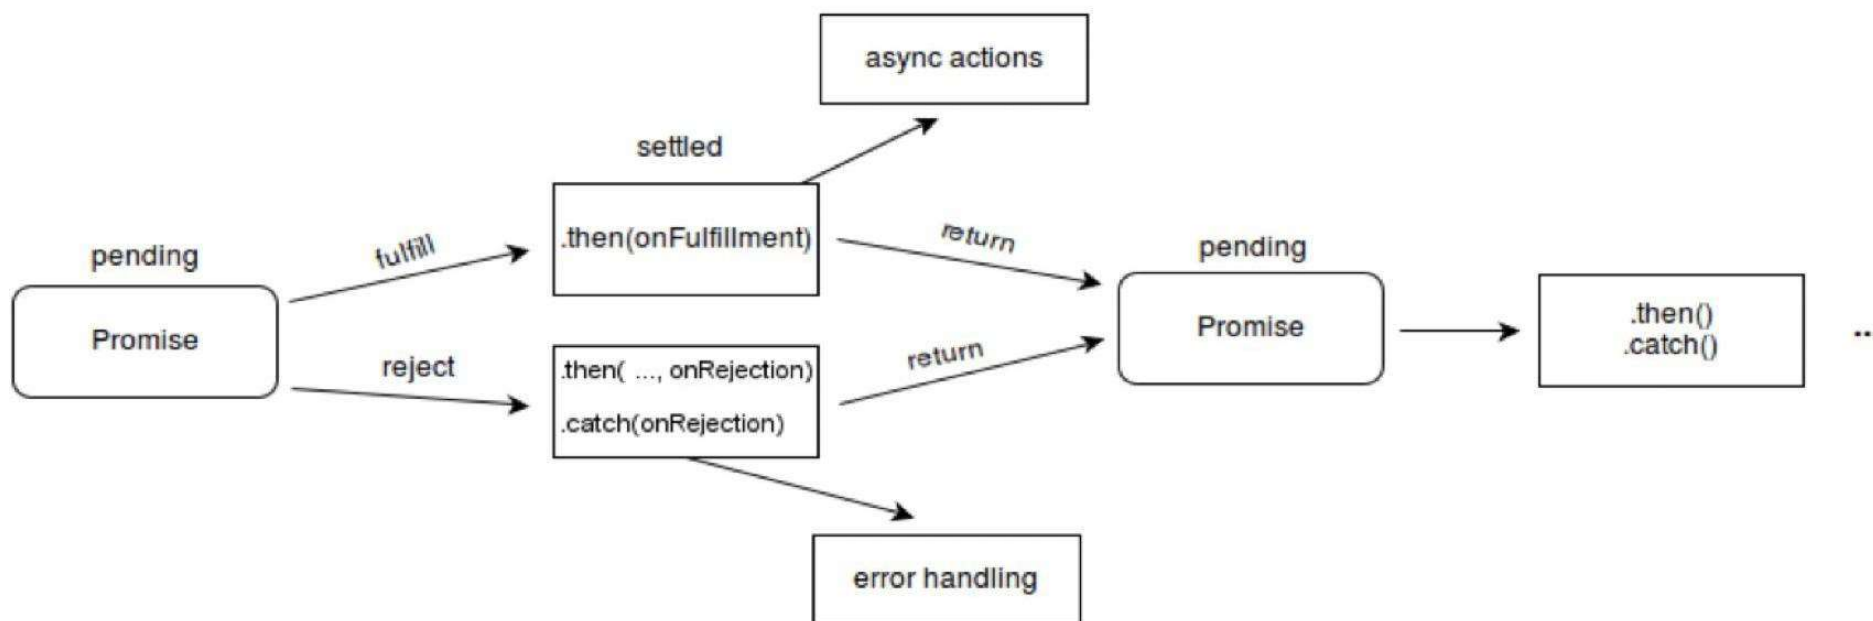 async actions
settled
.then(onFulfillment)
pending
fulfill
return
pending
Promise
reject
.then( ..., onRejection)
.catch(onRejection)
return
Promise
.then()
.catch()
...
error handling